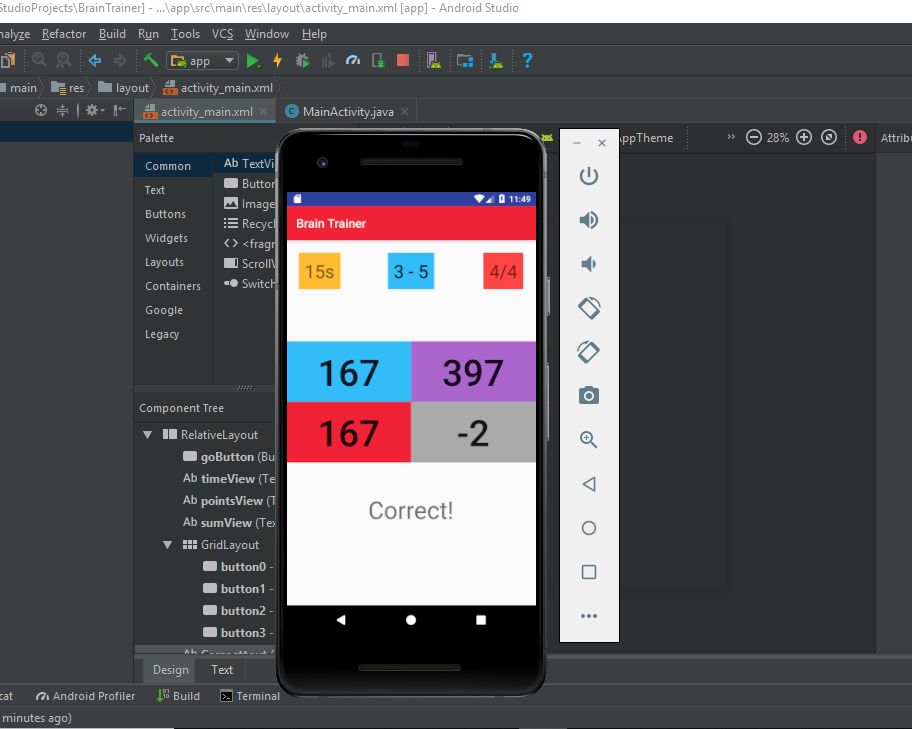 StudioProjects\BrainTrainer] - ...\app\src\main\res\layout\activity_main.xml [app] - Android Studio
nalyze Refactor Build Run Tools VCS Window Help
app
main res layout activity_main.xml
activity_main.xml MainActivity.java
Palette AppTheme 28% Attribu
Common
Text
Buttons
Widgets
Layouts
Containers
Google
Legacy
Ab TextVi
Button
Image
Recycl
<fragr
ScrollV
Switch
Component Tree
RelativeLayout
goButton (Bu
Ab timeView (Te
Ab pointsView (T
Ab sumView (Tex
GridLayout
button0 -
button1 -
button2 -
button3 -
11:49
Brain Trainer
15s 3 - 5 4/4
167 397
167 -2
Correct!
Design Text
cat Android Profiler Build Terminal
minutes ago)